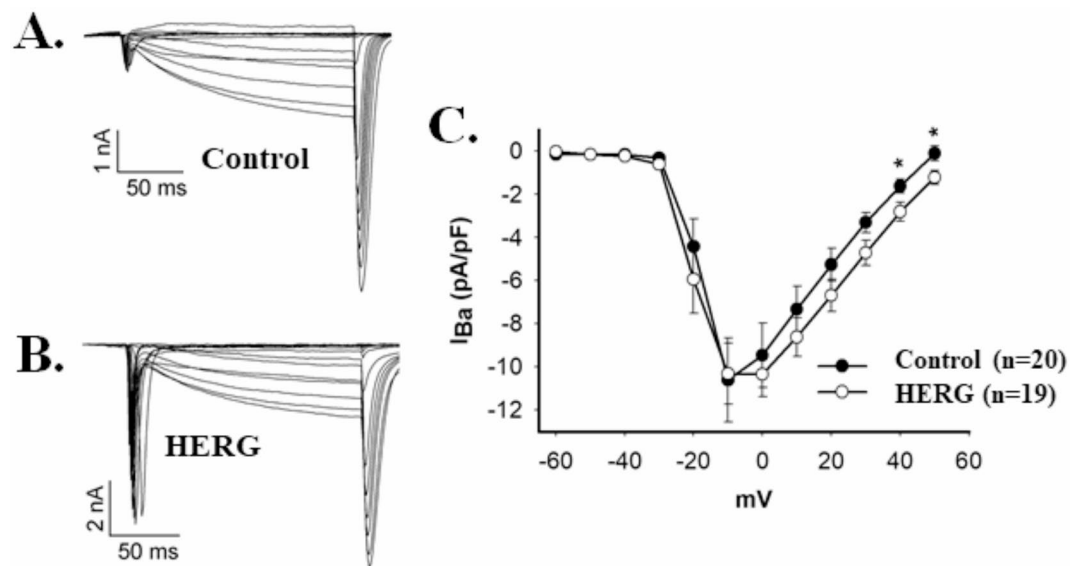 A.
1 nA
50 ms
Control
B.
HERG
2 nA
50 ms
C.
* *
0
-2
-4
-6
-8
-10
-12
IBa (pA/pF)
Control (n=20)
HERG (n=19)
-60 -40 -20 0 20 40 60
mV